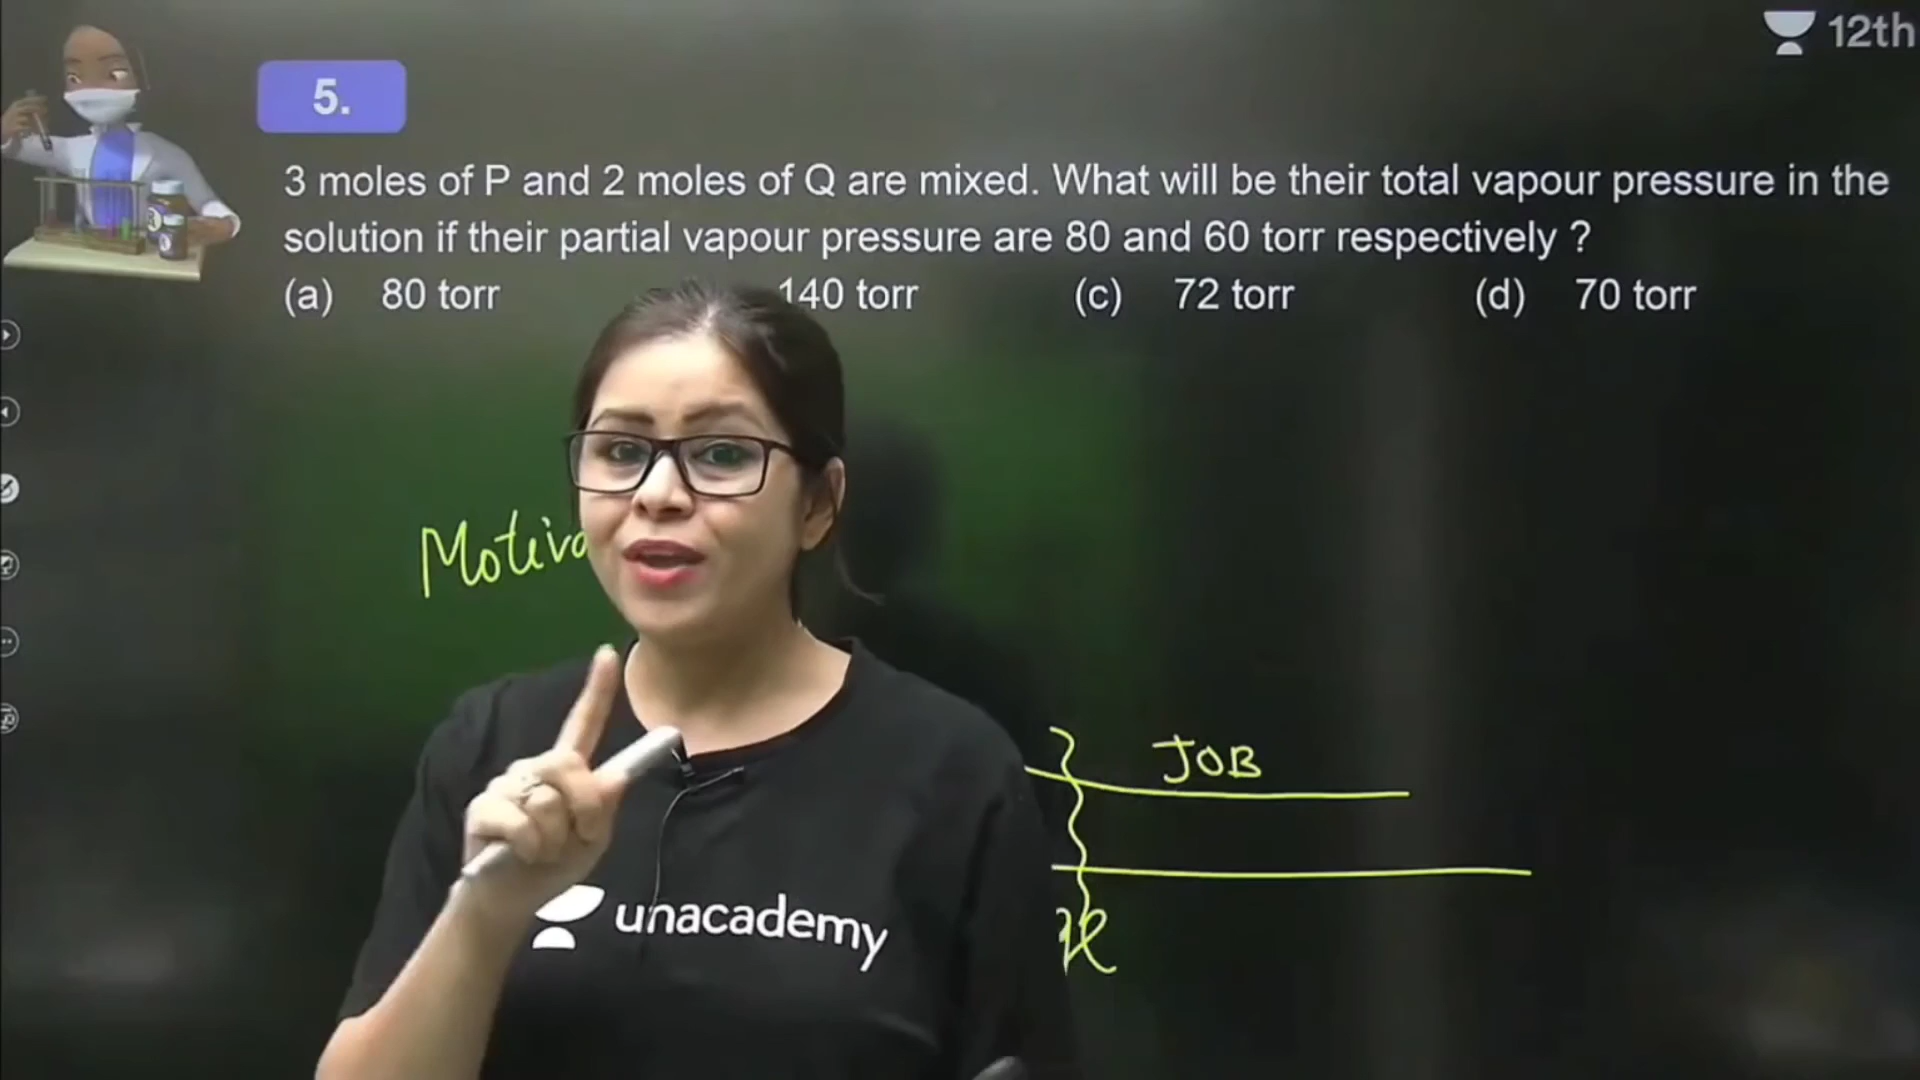 12th
5.
3 moles of P and 2 moles of Q are mixed. What will be their total vapour pressure in the
solution if their partial vapour pressure are 80 and 60 torr respectively ?
(a) 80 torr 140 torr (c) 72 torr (d) 70 torr
Motiva
JOB
unacademy